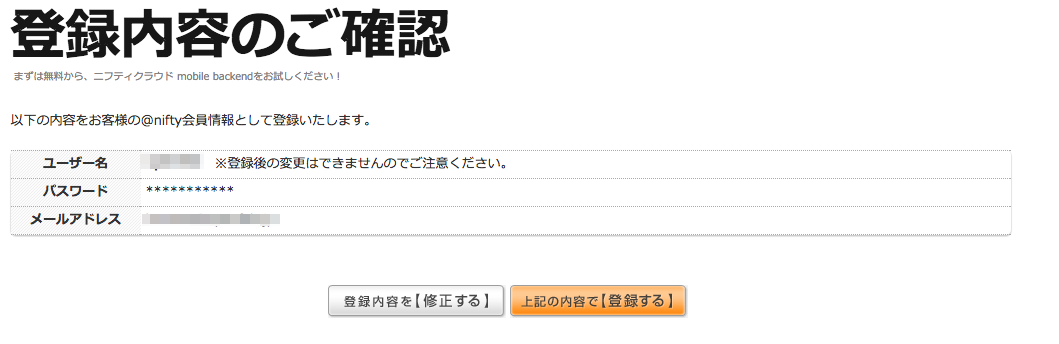 登録内容のご確認
まずは無料から、ニフティクラウド mobile backendをお試しください！
以下の内容をお客様の@nifty会員情報として登録いたします。
ユーザー名 ※登録後の変更はできませんのでご注意ください。
パスワード ***********
メールアドレス
登録内容を【修正する】 上記の内容で【登録する】